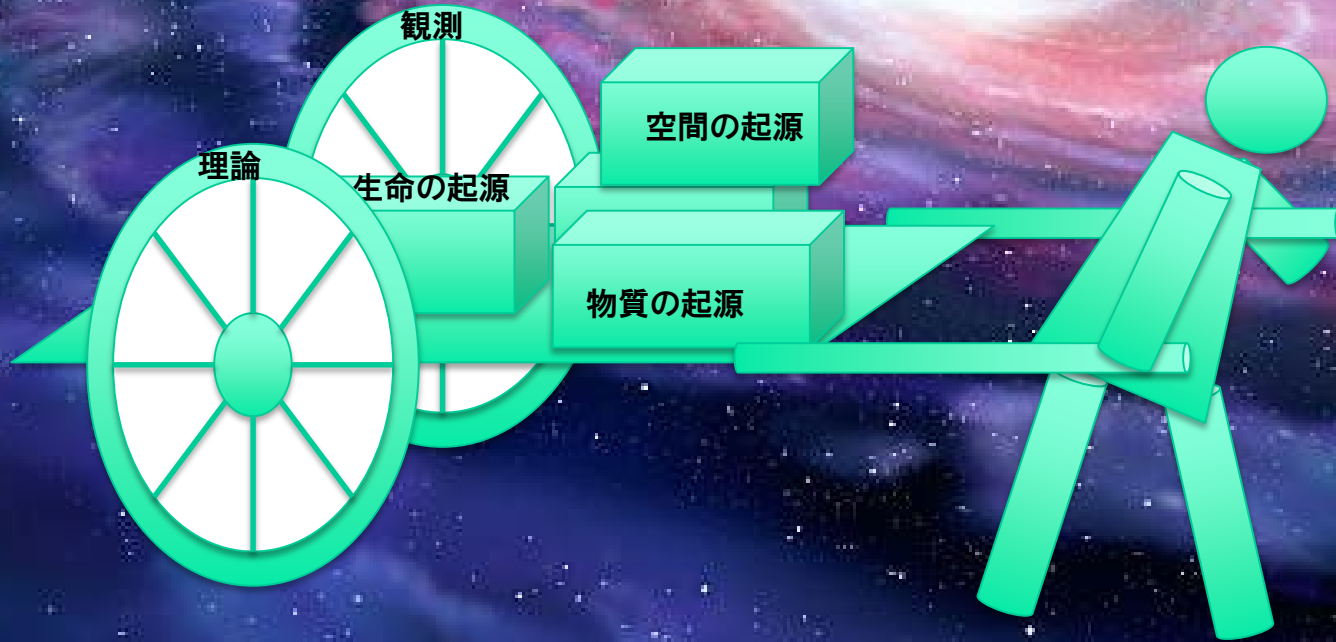 観測
空間の起源
理論
生命の起源
物質の起源